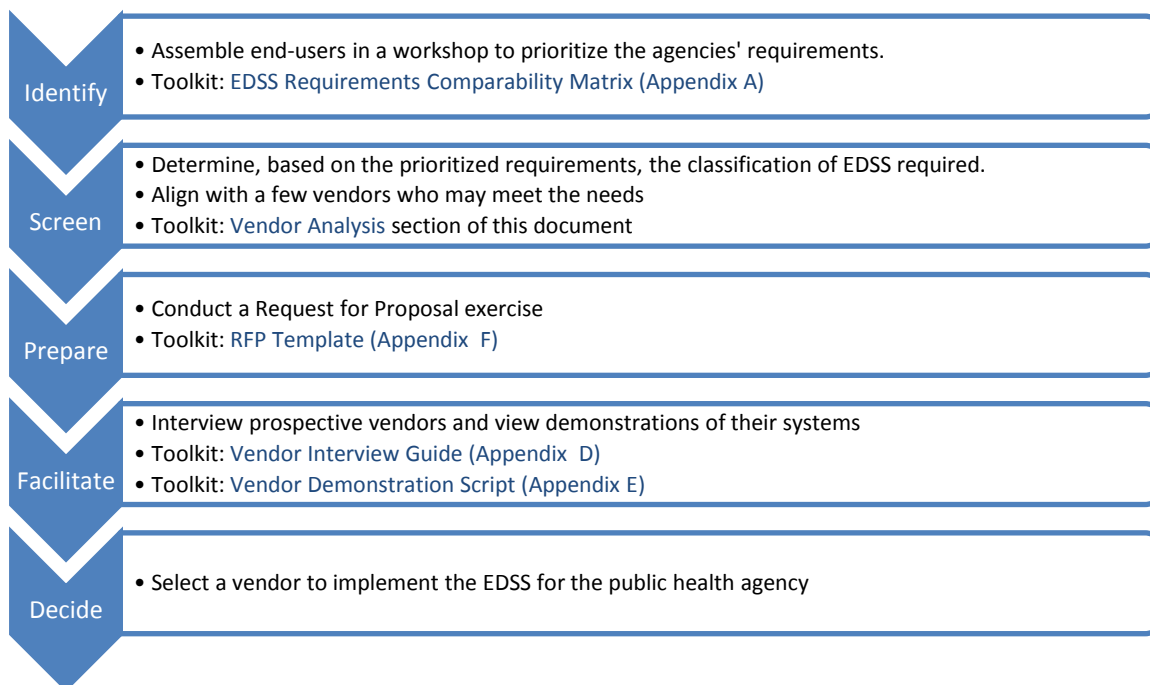 Identify
• Assemble end-users in a workshop to prioritize the agencies' requirements.
• Toolkit: EDSS Requirements Comparability Matrix (Appendix A)
Screen
• Determine, based on the prioritized requirements, the classification of EDSS required.
• Align with a few vendors who may meet the needs
• Toolkit: Vendor Analysis section of this document
Prepare
• Conduct a Request for Proposal exercise
• Toolkit: RFP Template (Appendix F)
Facilitate
• Interview prospective vendors and view demonstrations of their systems
• Toolkit: Vendor Interview Guide (Appendix D)
• Toolkit: Vendor Demonstration Script (Appendix E)
Decide
• Select a vendor to implement the EDSS for the public health agency